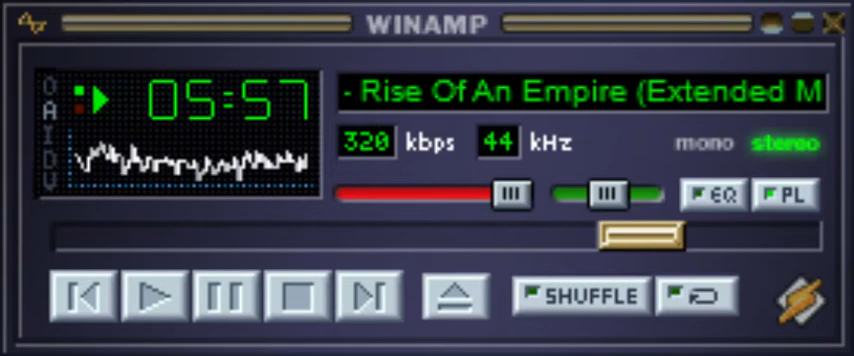 WINAMP
O
A
I
D
V
05:57
- Rise Of An Empire (Extended M
320 kbps 44 kHz mono stereo
EQ PL
SHUFFLE